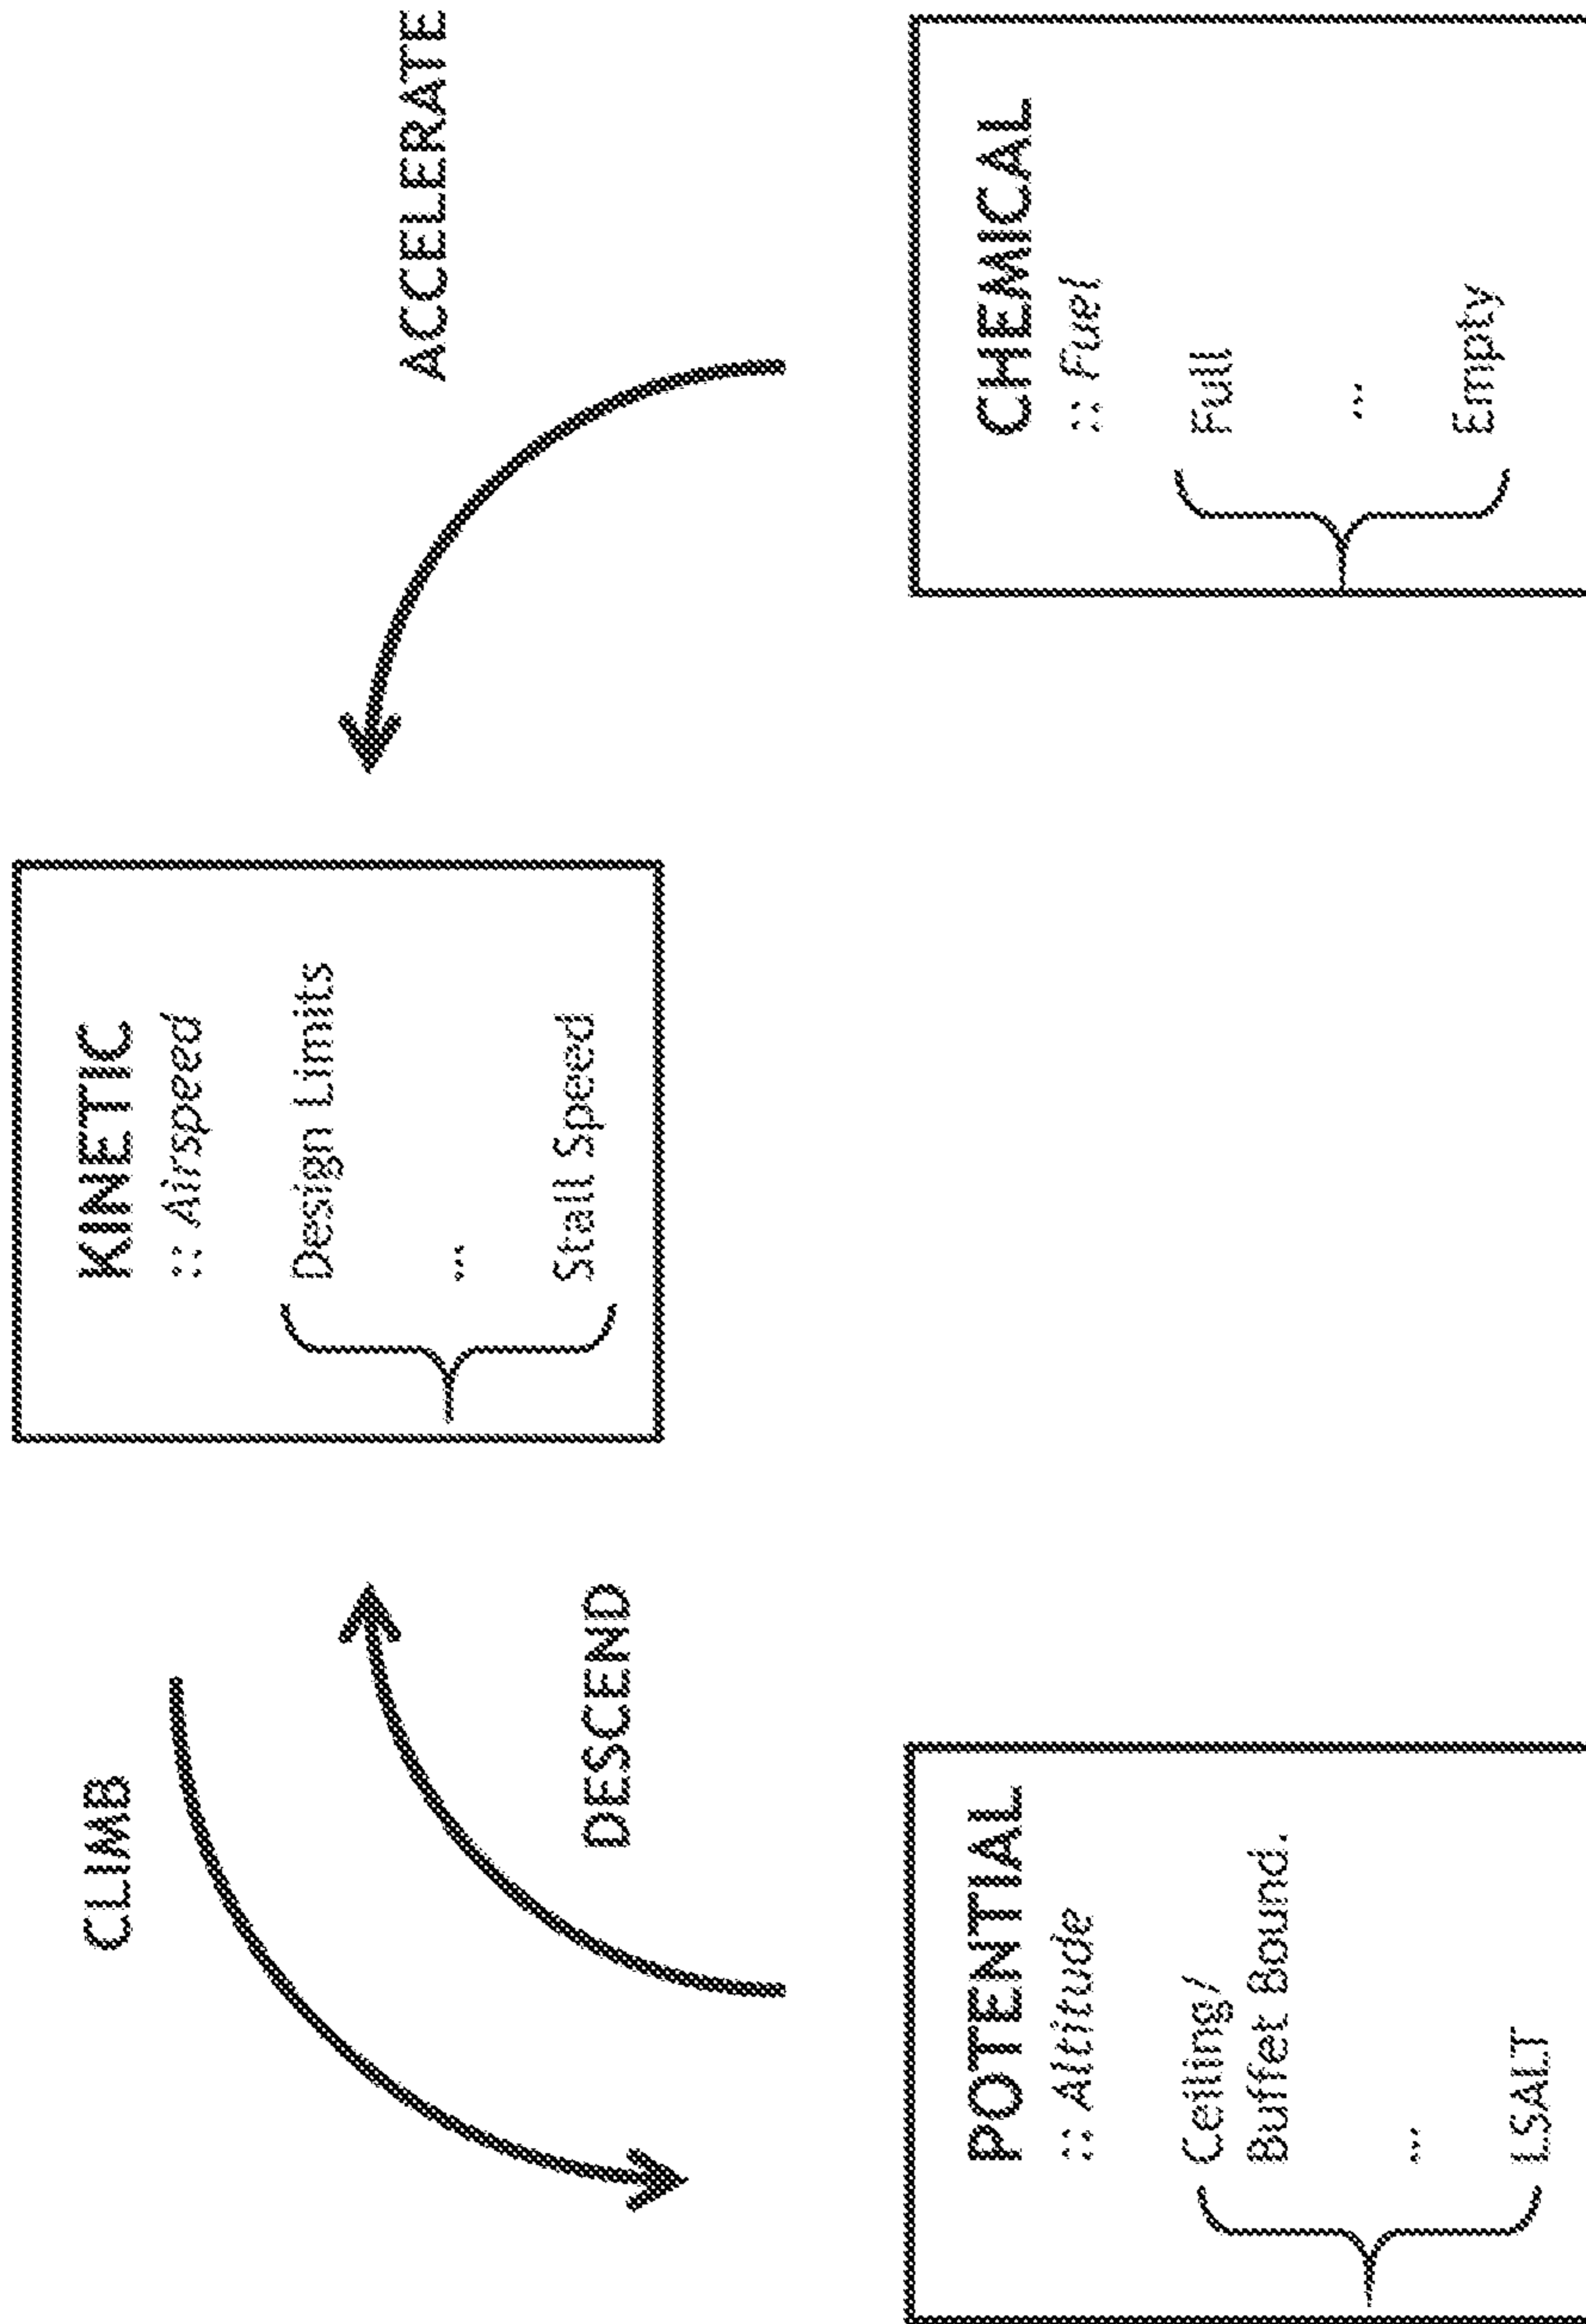 CLIMB
DESCEND
KINETIC
:: Airspeed
Design Limits
...
Stall Speed
ACCELERATE
POTENTIAL
:: Altitude
Ceiling/
Buffet Bound.
...
LSALT
CHEMICAL
:: Fuel
Full
...
Empty